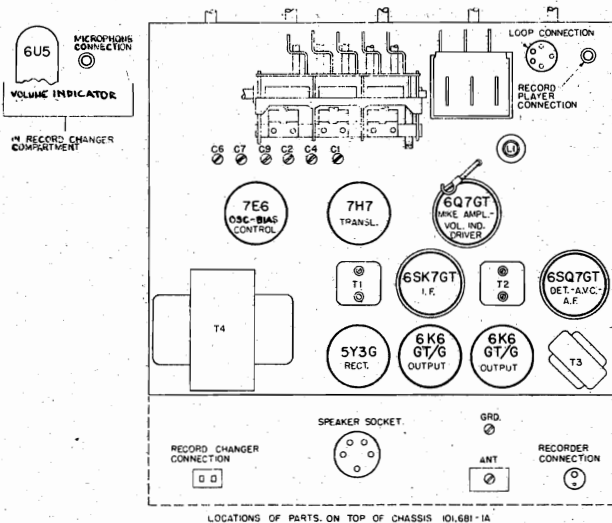 6U5
MICROPHONE
CONNECTION
VOLUME INDICATOR
IN RECORD CHANGER
COMPARTMENT
LOOP CONNECTION
RECORD
PLAYER
CONNECTION
C6 C7 C9 C2 C4 C1
L1
7E6
OSC-BIAS
CONTROL
7H7
TRANSL.
6Q7GT
MIKE AMPL.-
VOL. IND.
DRIVER
T1
6SK7GT
I.F.
T2
6SQ7GT
DET.-A.V.C.-
A.F.
T4
5Y3G
RECT.
6K6
GT/G
OUTPUT
6K6
GT/G
OUTPUT
T3
RECORD CHANGER
CONNECTION
SPEAKER SOCKET
GRD.
ANT
RECORDER
CONNECTION
LOCATIONS OF PARTS. ON TOP OF CHASSIS 101.681-1A